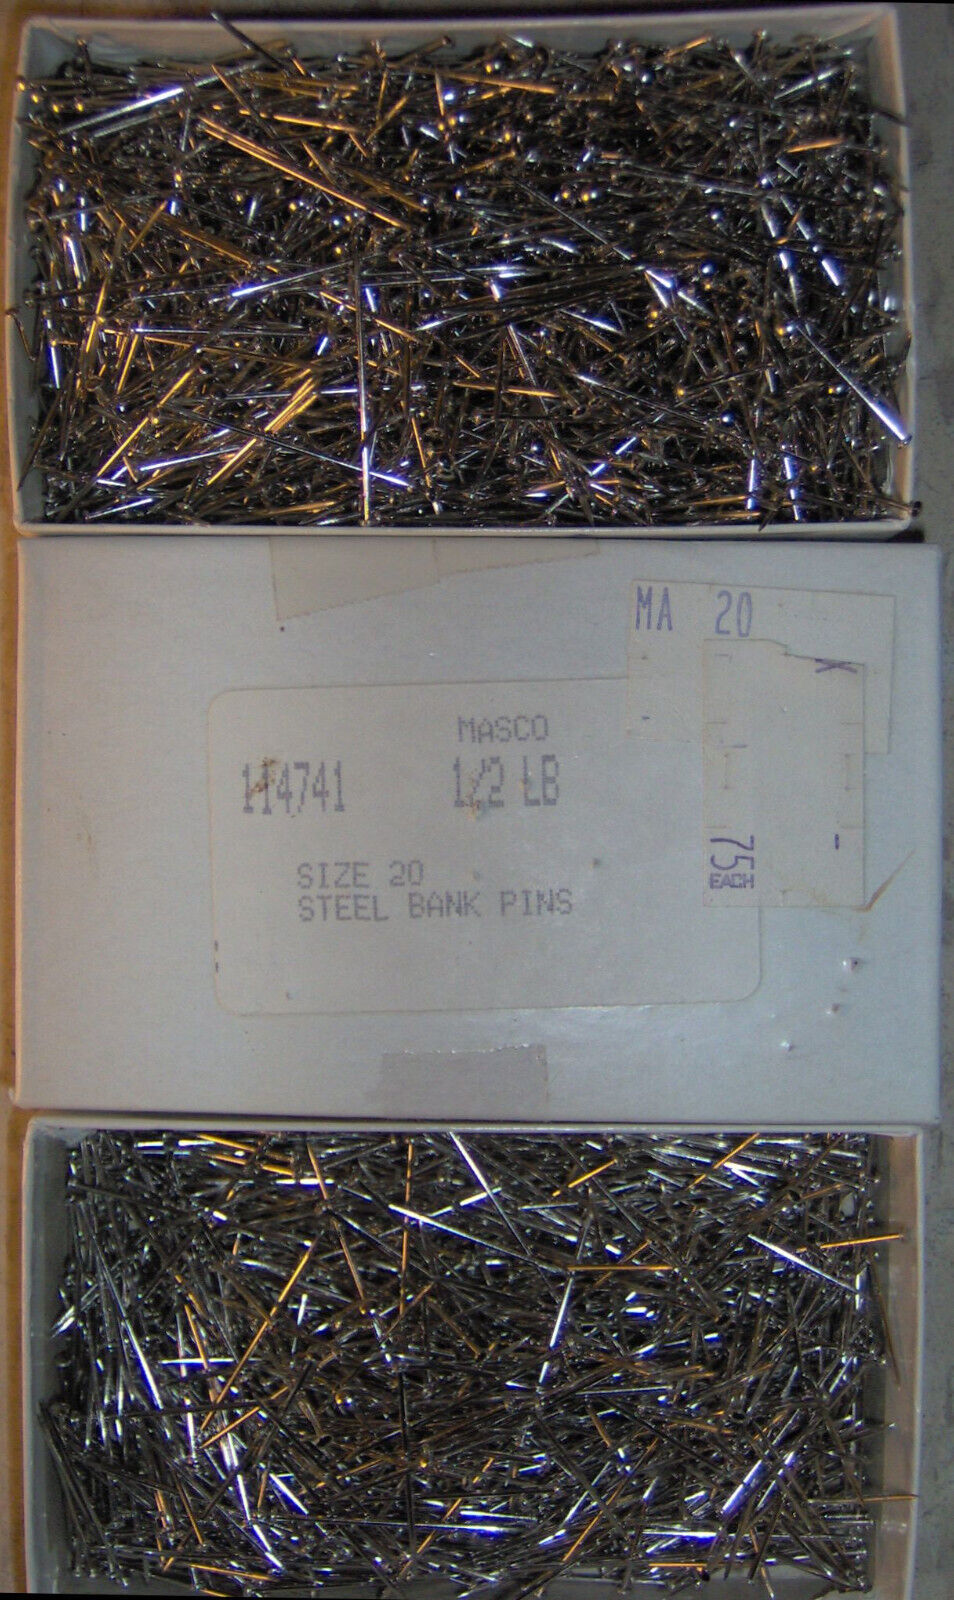 MA 20
X
MASCO
114741 1/2 LB
75
EACH
SIZE 20
STEEL BANK PINS